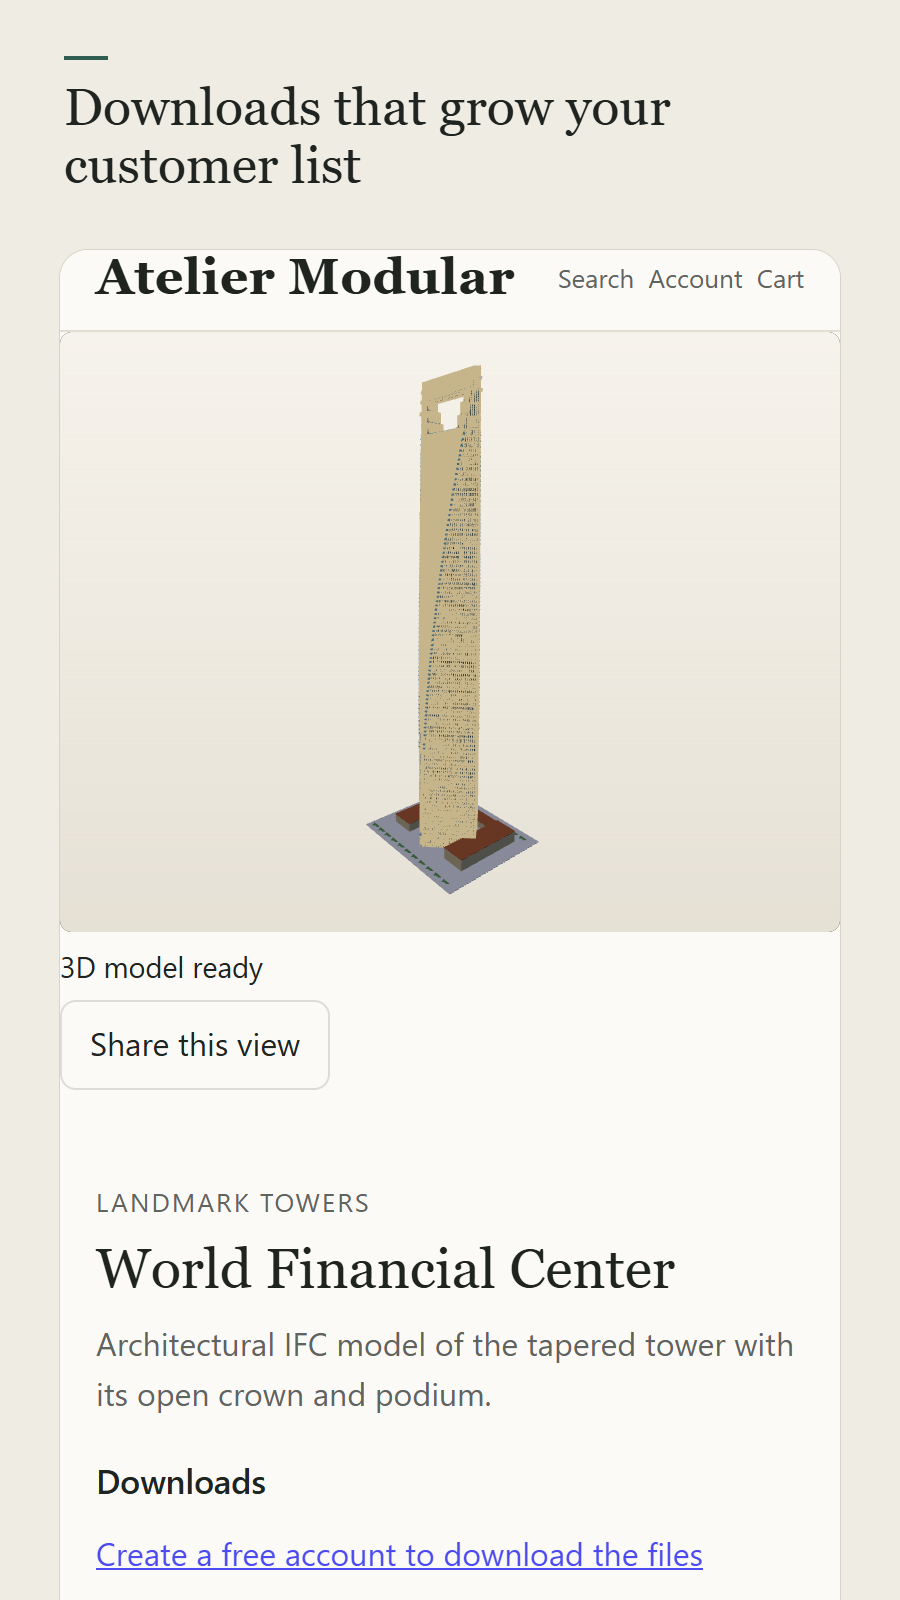 Downloads that grow your
customer list
Atelier Modular
Search Account Cart
3D model ready
Share this view
LANDMARK TOWERS
World Financial Center
Architectural IFC model of the tapered tower with
its open crown and podium.
Downloads
Create a free account to download the files